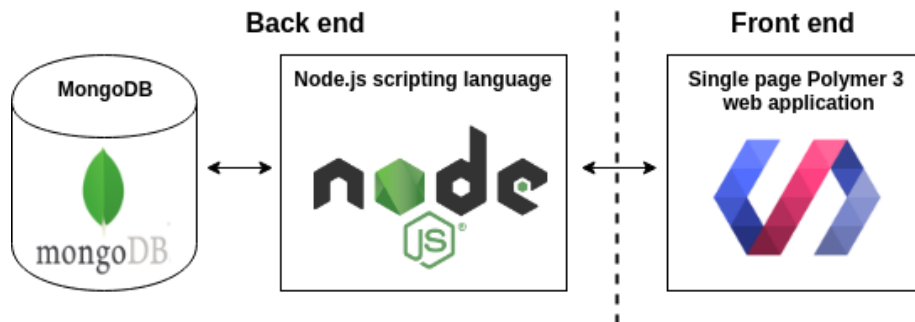 Back end
Front end
MongoDB
Node.js scripting language
Single page Polymer 3
web application
node
JS®
mongoDB